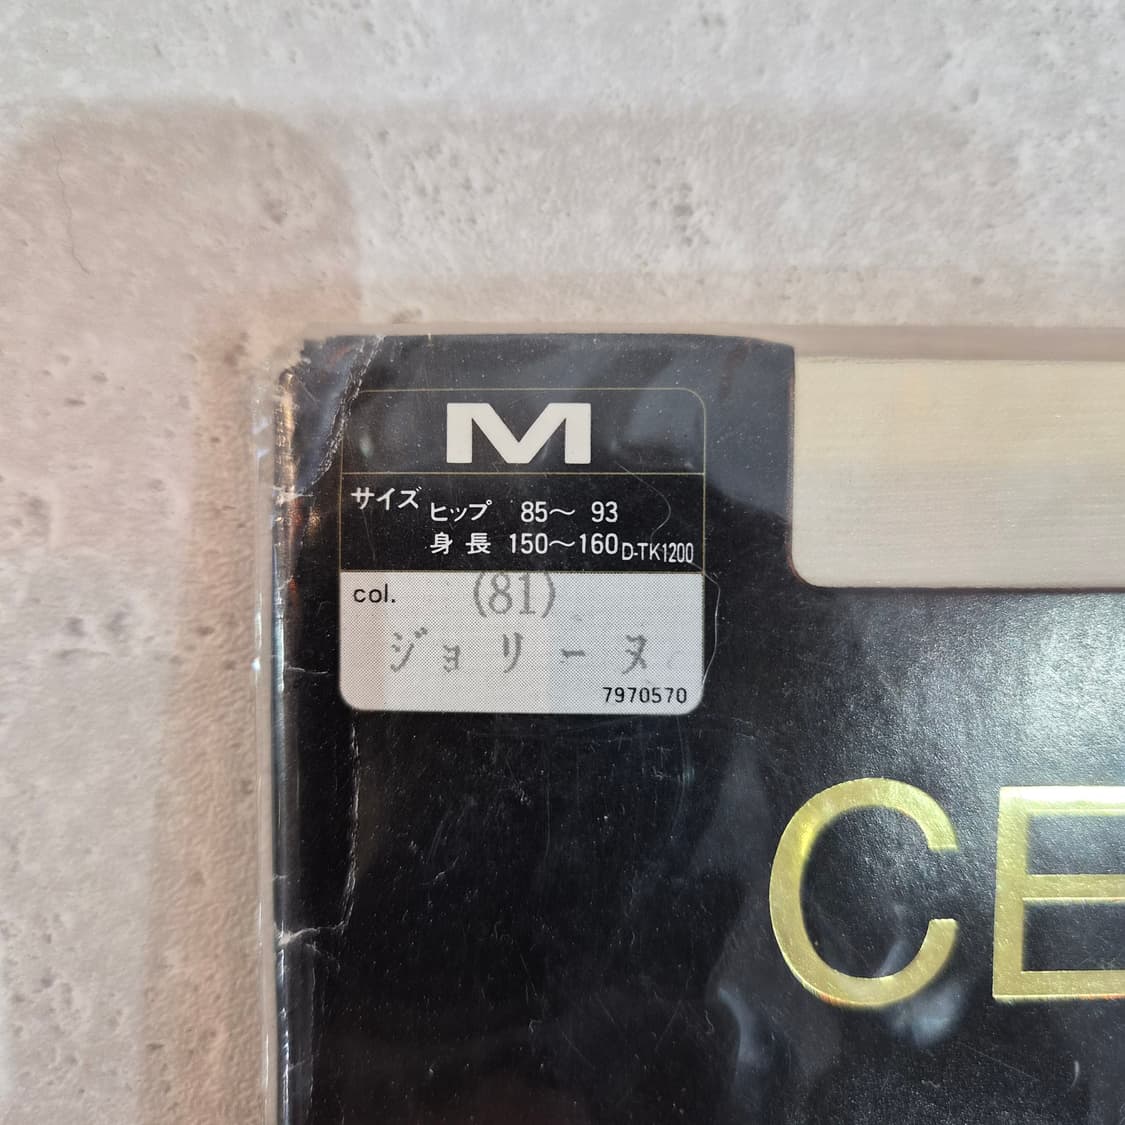 M
サイズ ヒップ 85～ 93
身 長 150～160 D-TK1200
col. (81)
ジョリーヌ
7970570
CE